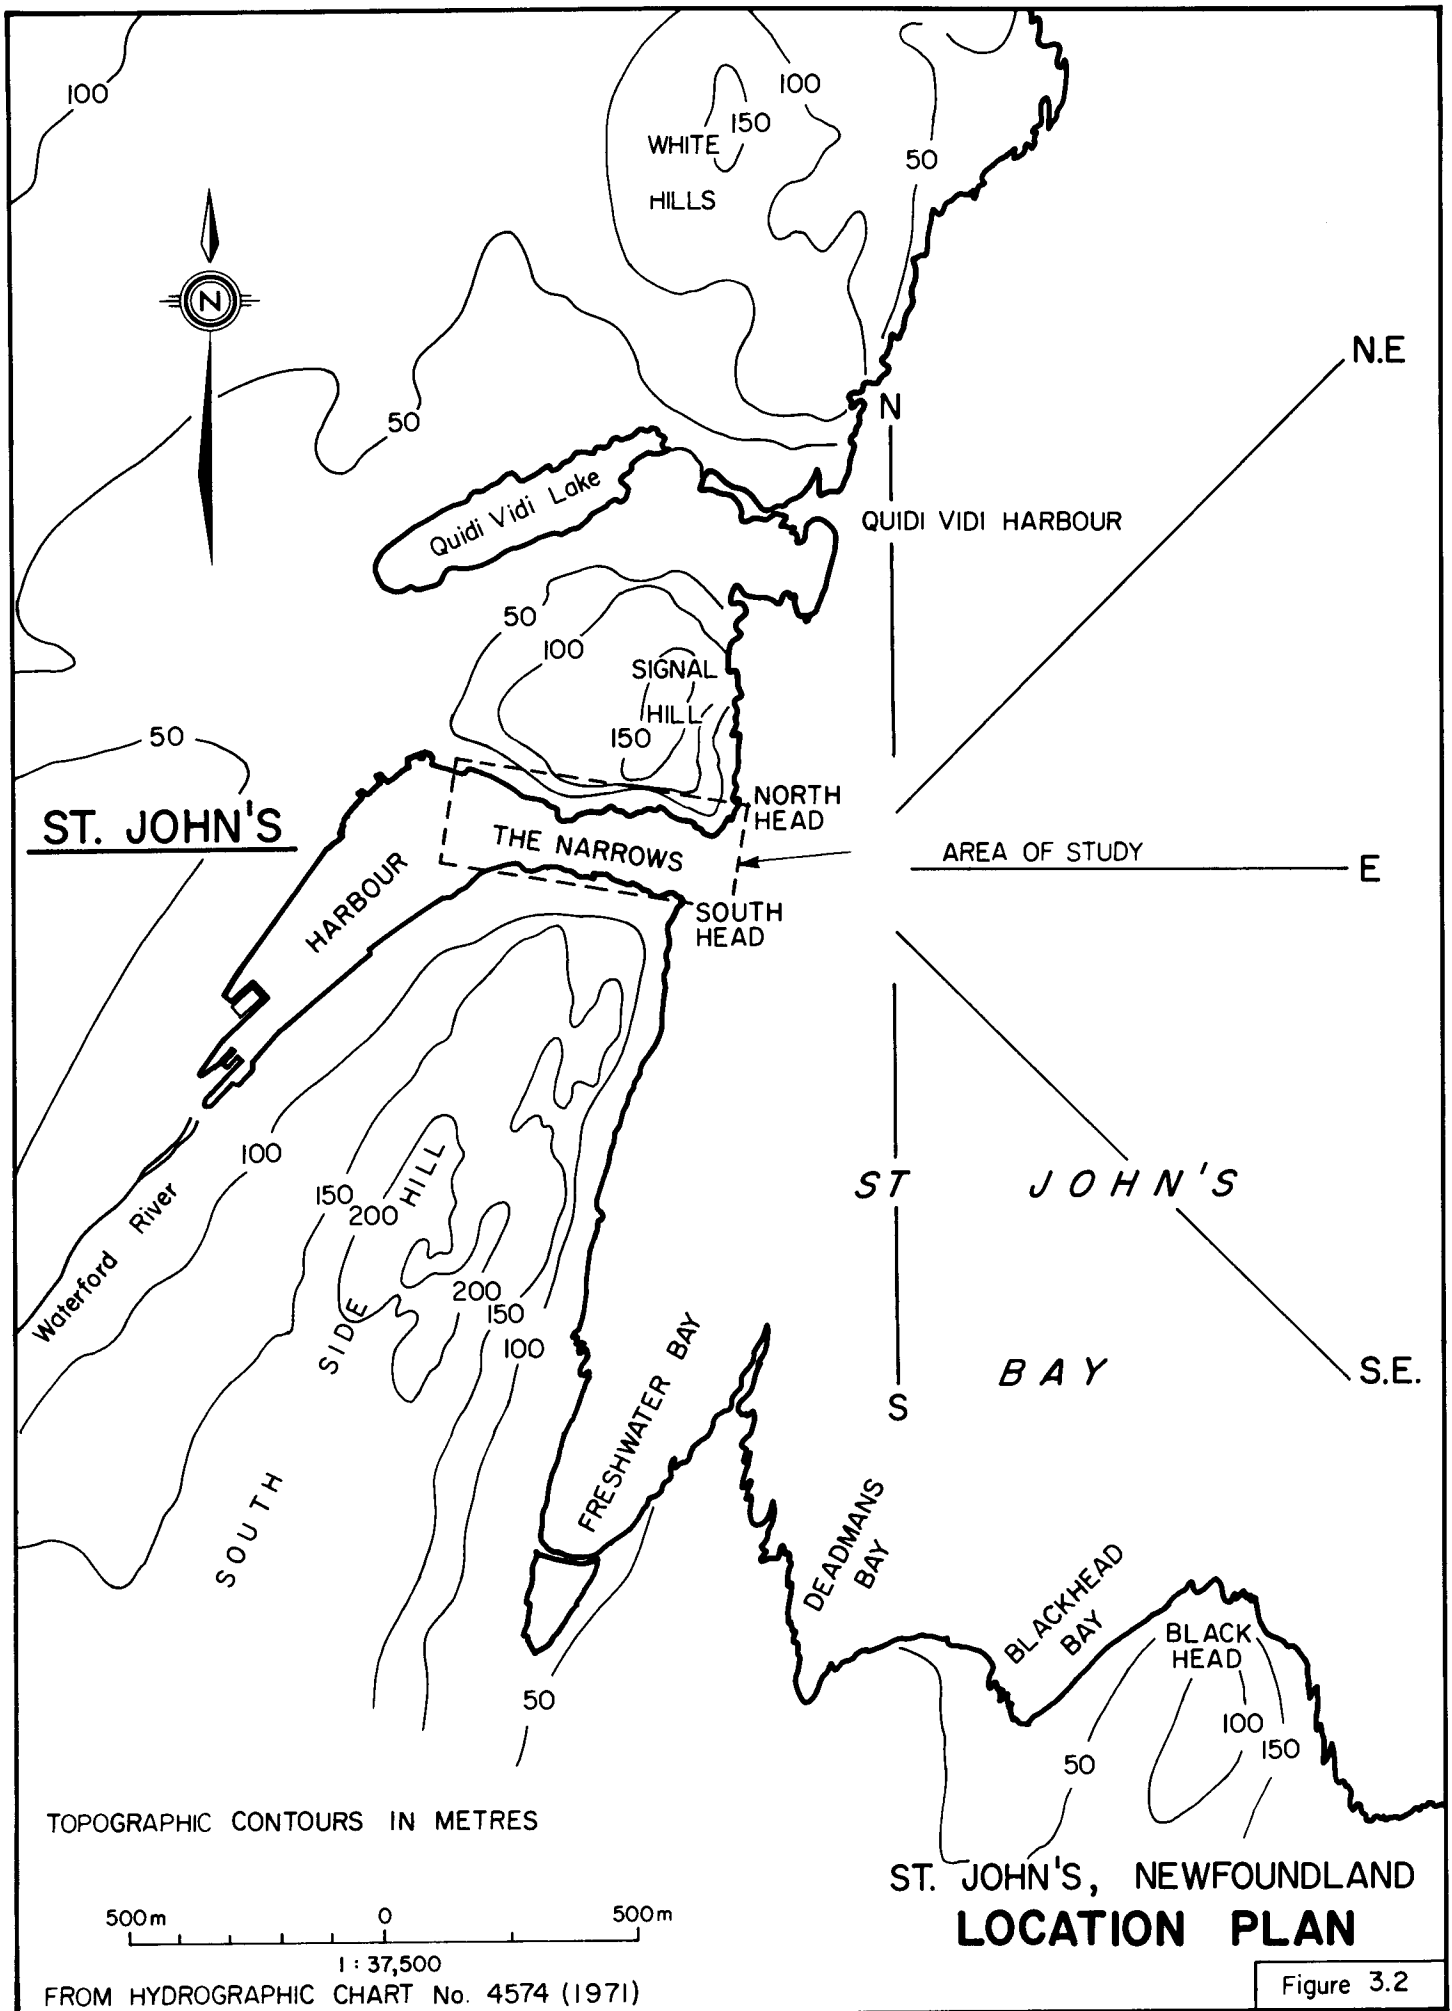 100
100
150
WHITE
50
HILLS
N
N.E
N
50
Quidi Vidi Lake
QUIDI VIDI HARBOUR
50
100
SIGNAL
HILL
150
50
NORTH
HEAD
ST. JOHN'S
THE NARROWS
AREA OF STUDY
E
HARBOUR
SOUTH
HEAD
100
150
200
HILL
ST JOHN'S
Waterford River
200
150
100
SIDE
FRESHWATER BAY
BAY
S.E.
S
SOUTH
DEADMANS
BAY
BLACKHEAD
BAY
BLACK
HEAD
50
100
150
50
TOPOGRAPHIC CONTOURS IN METRES
ST. JOHN'S, NEWFOUNDLAND
LOCATION PLAN
500m 0 500m
1 : 37,500
FROM HYDROGRAPHIC CHART No. 4574 (1971)
Figure 3.2